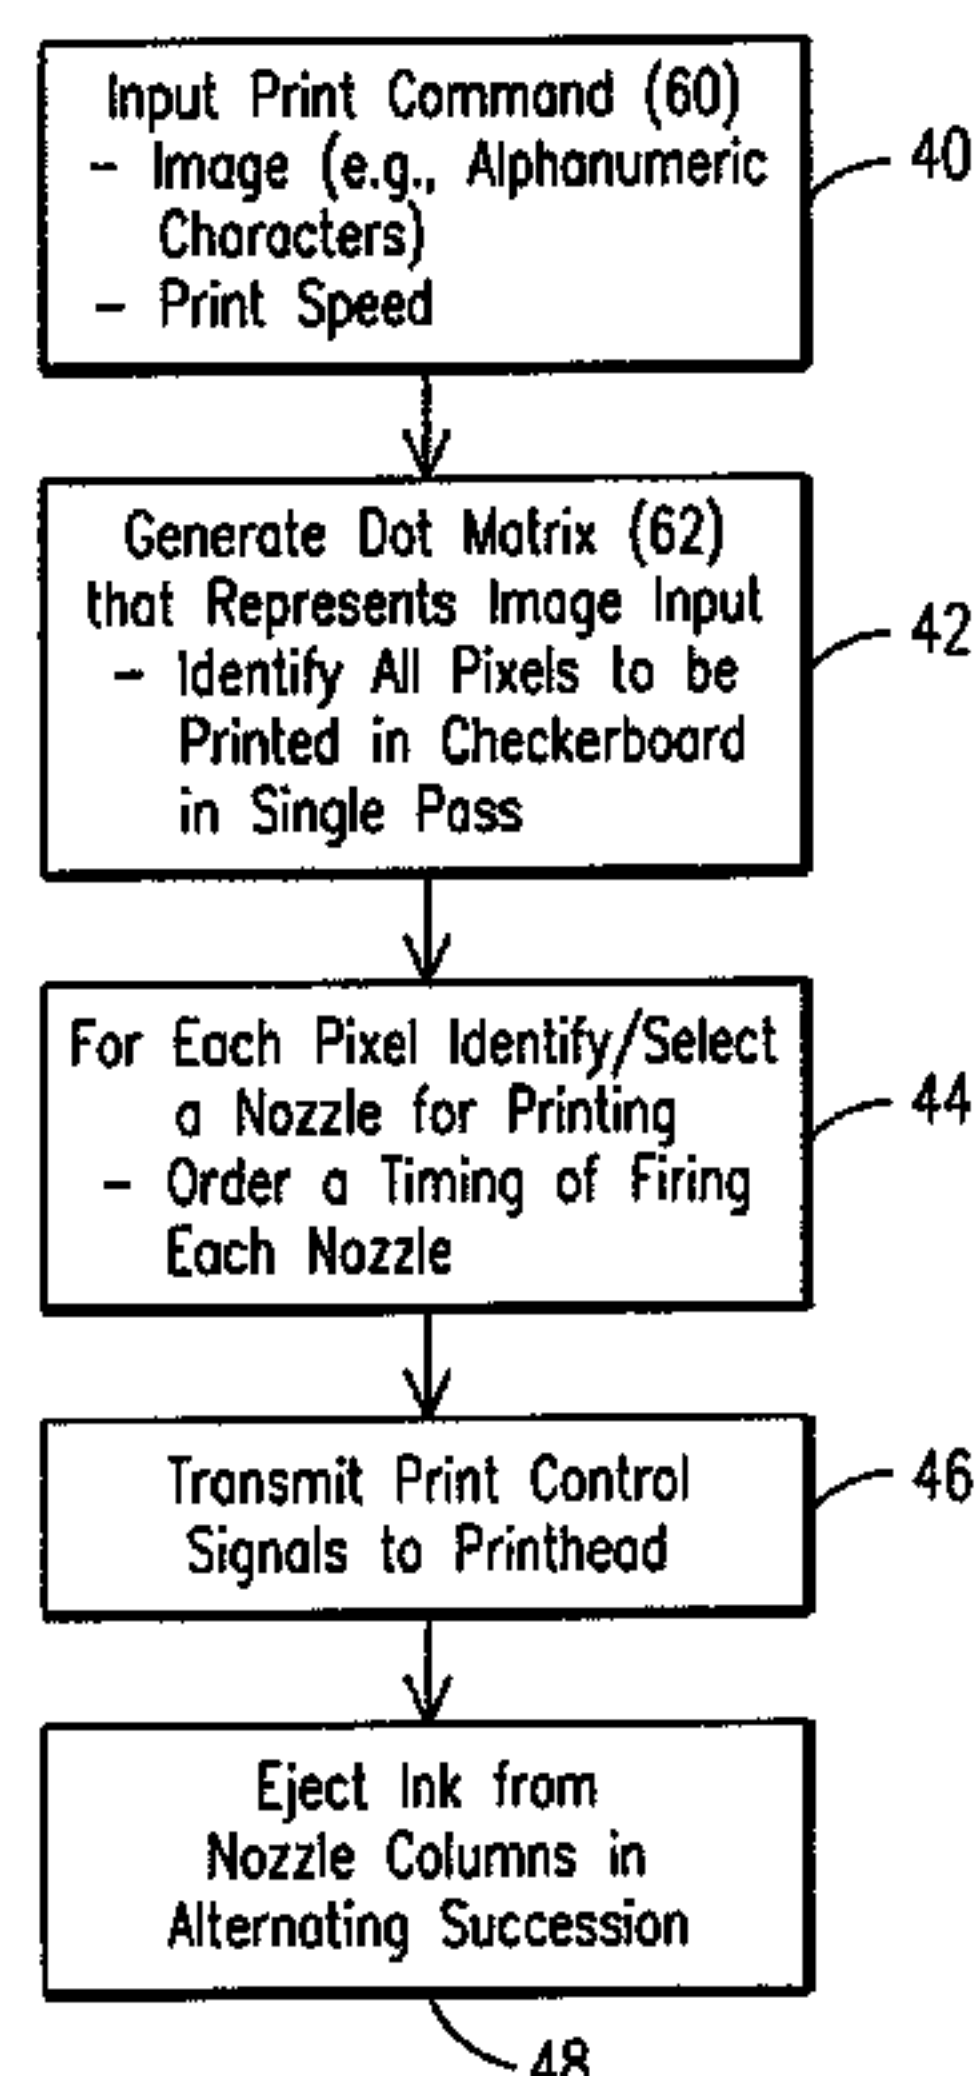 Input Print Command (60)
- Image (e.g., Alphanumeric
Characters)
- Print Speed
40
Generate Dot Matrix (62)
that Represents Image Input
- Identify All Pixels to be
Printed in Checkerboard
in Single Pass
42
For Each Pixel Identify/Select
a Nozzle for Printing
- Order a Timing of Firing
Each Nozzle
44
Transmit Print Control
Signals to Printhead
46
Eject Ink from
Nozzle Columns in
Alternating Succession
48